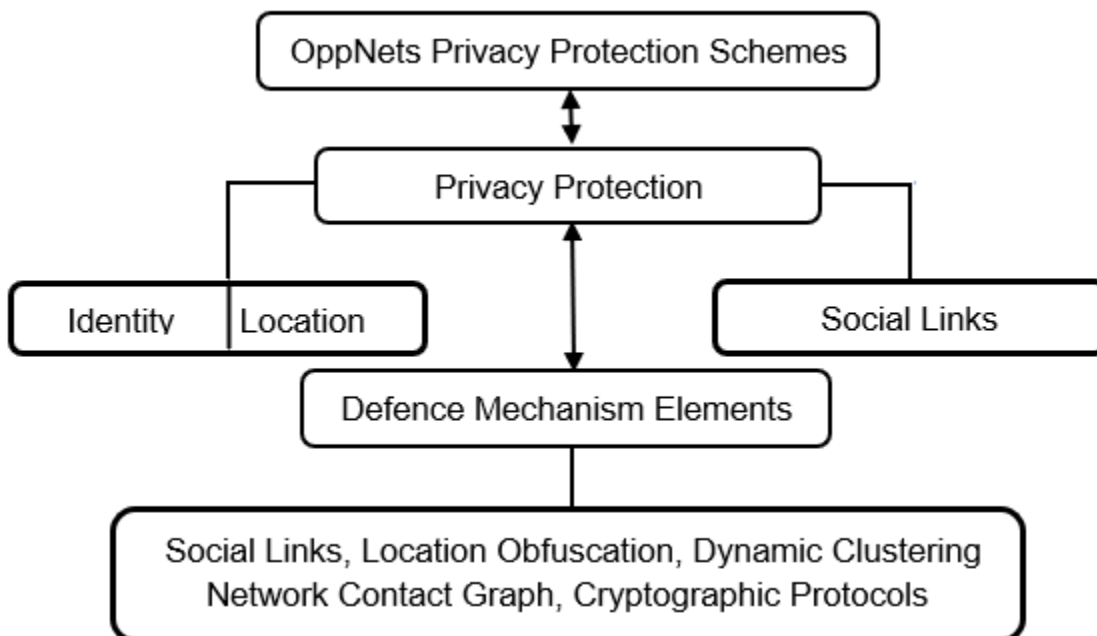 OppNets Privacy Protection Schemes
Privacy Protection
Identity Location
Social Links
Defence Mechanism Elements
Social Links, Location Obfuscation, Dynamic Clustering
Network Contact Graph, Cryptographic Protocols